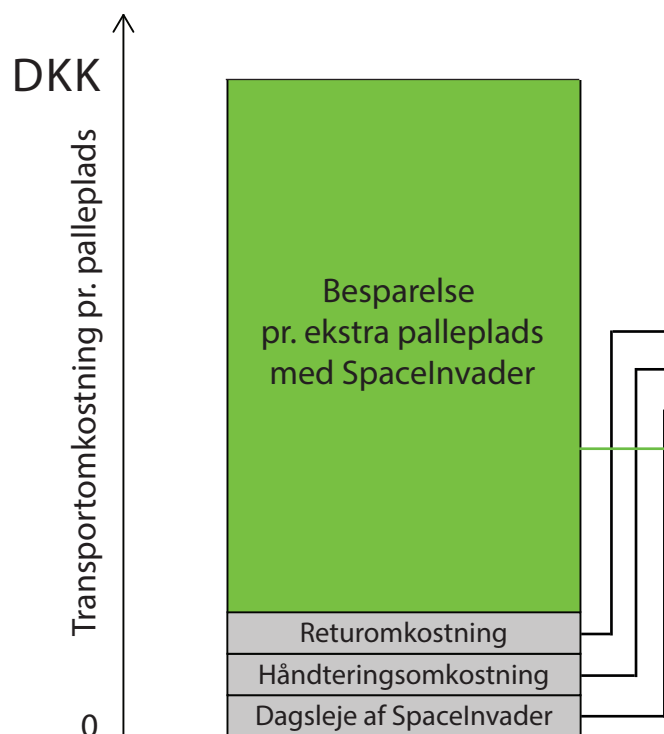 DKK
Transportomkostning pr. palleplads
Besparelse
pr. ekstra palleplads
med SpaceInvader
Returomkostning
Håndteringsomkostning
Dagsleje af SpaceInvader
0